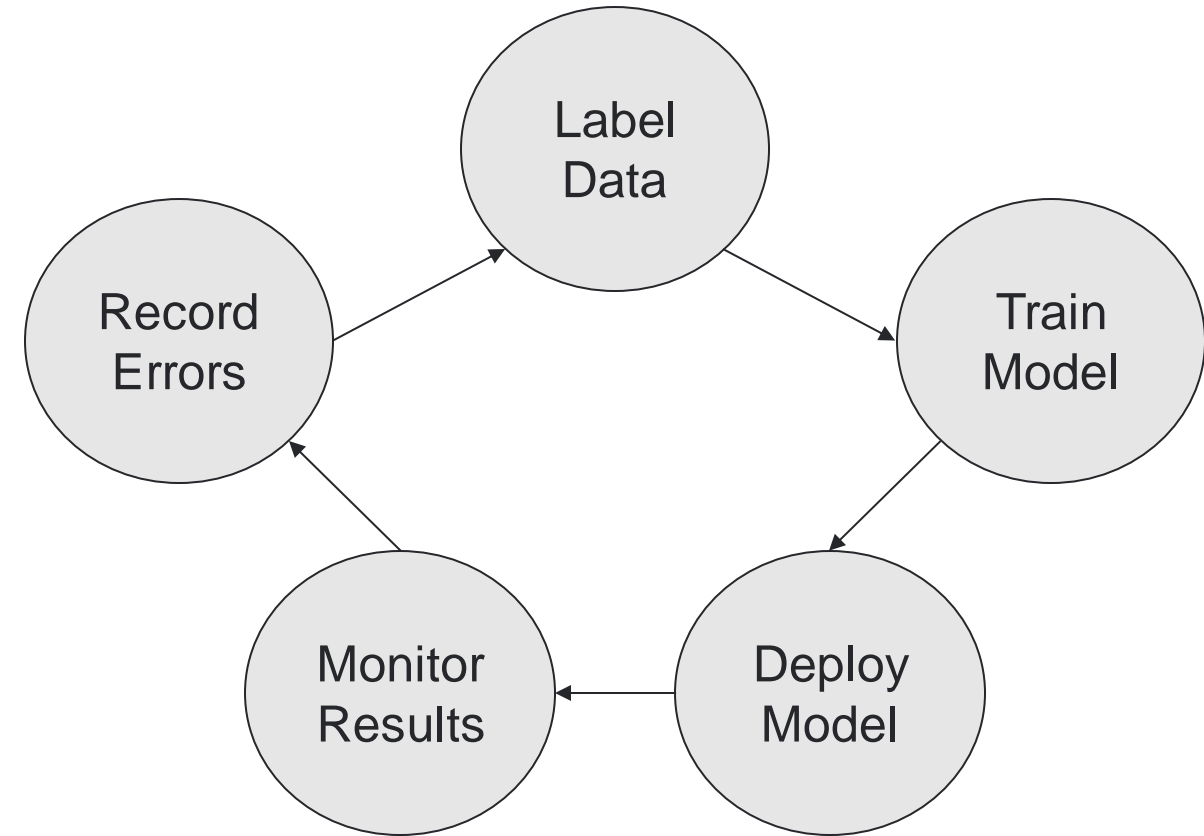 Label
Data
Train
Model
Deploy
Model
Monitor
Results
Record
Errors